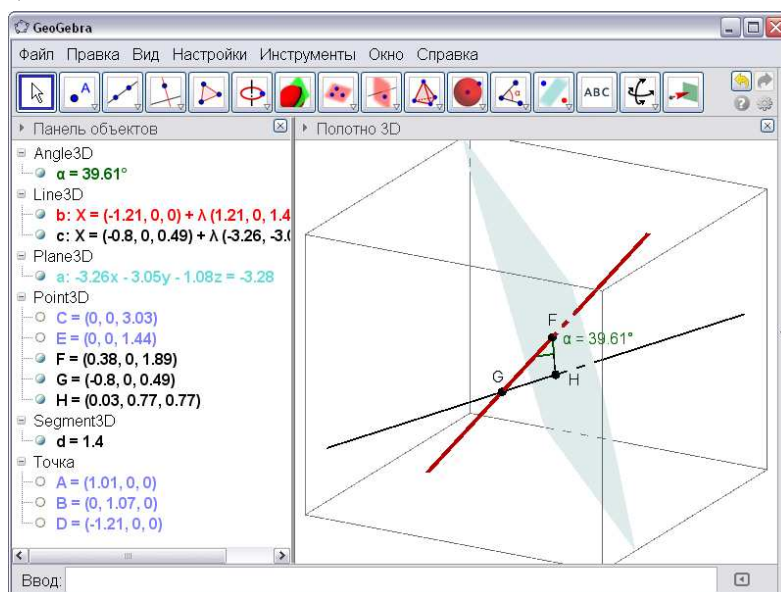 GeoGebra
Файл Правка Вид Настройки Инструменты Окно Справка
A
α
ABC
Панель объектов
Полотно 3D
Angle3D
α = 39.61°
Line3D
b: X = (-1.21, 0, 0) + λ (1.21, 0, 1.4
c: X = (-0.8, 0, 0.49) + λ (-3.26, -3.0
Plane3D
a: -3.26x - 3.05y - 1.08z = -3.28
Point3D
C = (0, 0, 3.03)
E = (0, 0, 1.44)
F = (0.38, 0, 1.89)
G = (-0.8, 0, 0.49)
H = (0.03, 0.77, 0.77)
Segment3D
d = 1.4
Точка
A = (1.01, 0, 0)
B = (0, 1.07, 0)
D = (-1.21, 0, 0)
F
α = 39.61°
G
H
Ввод: